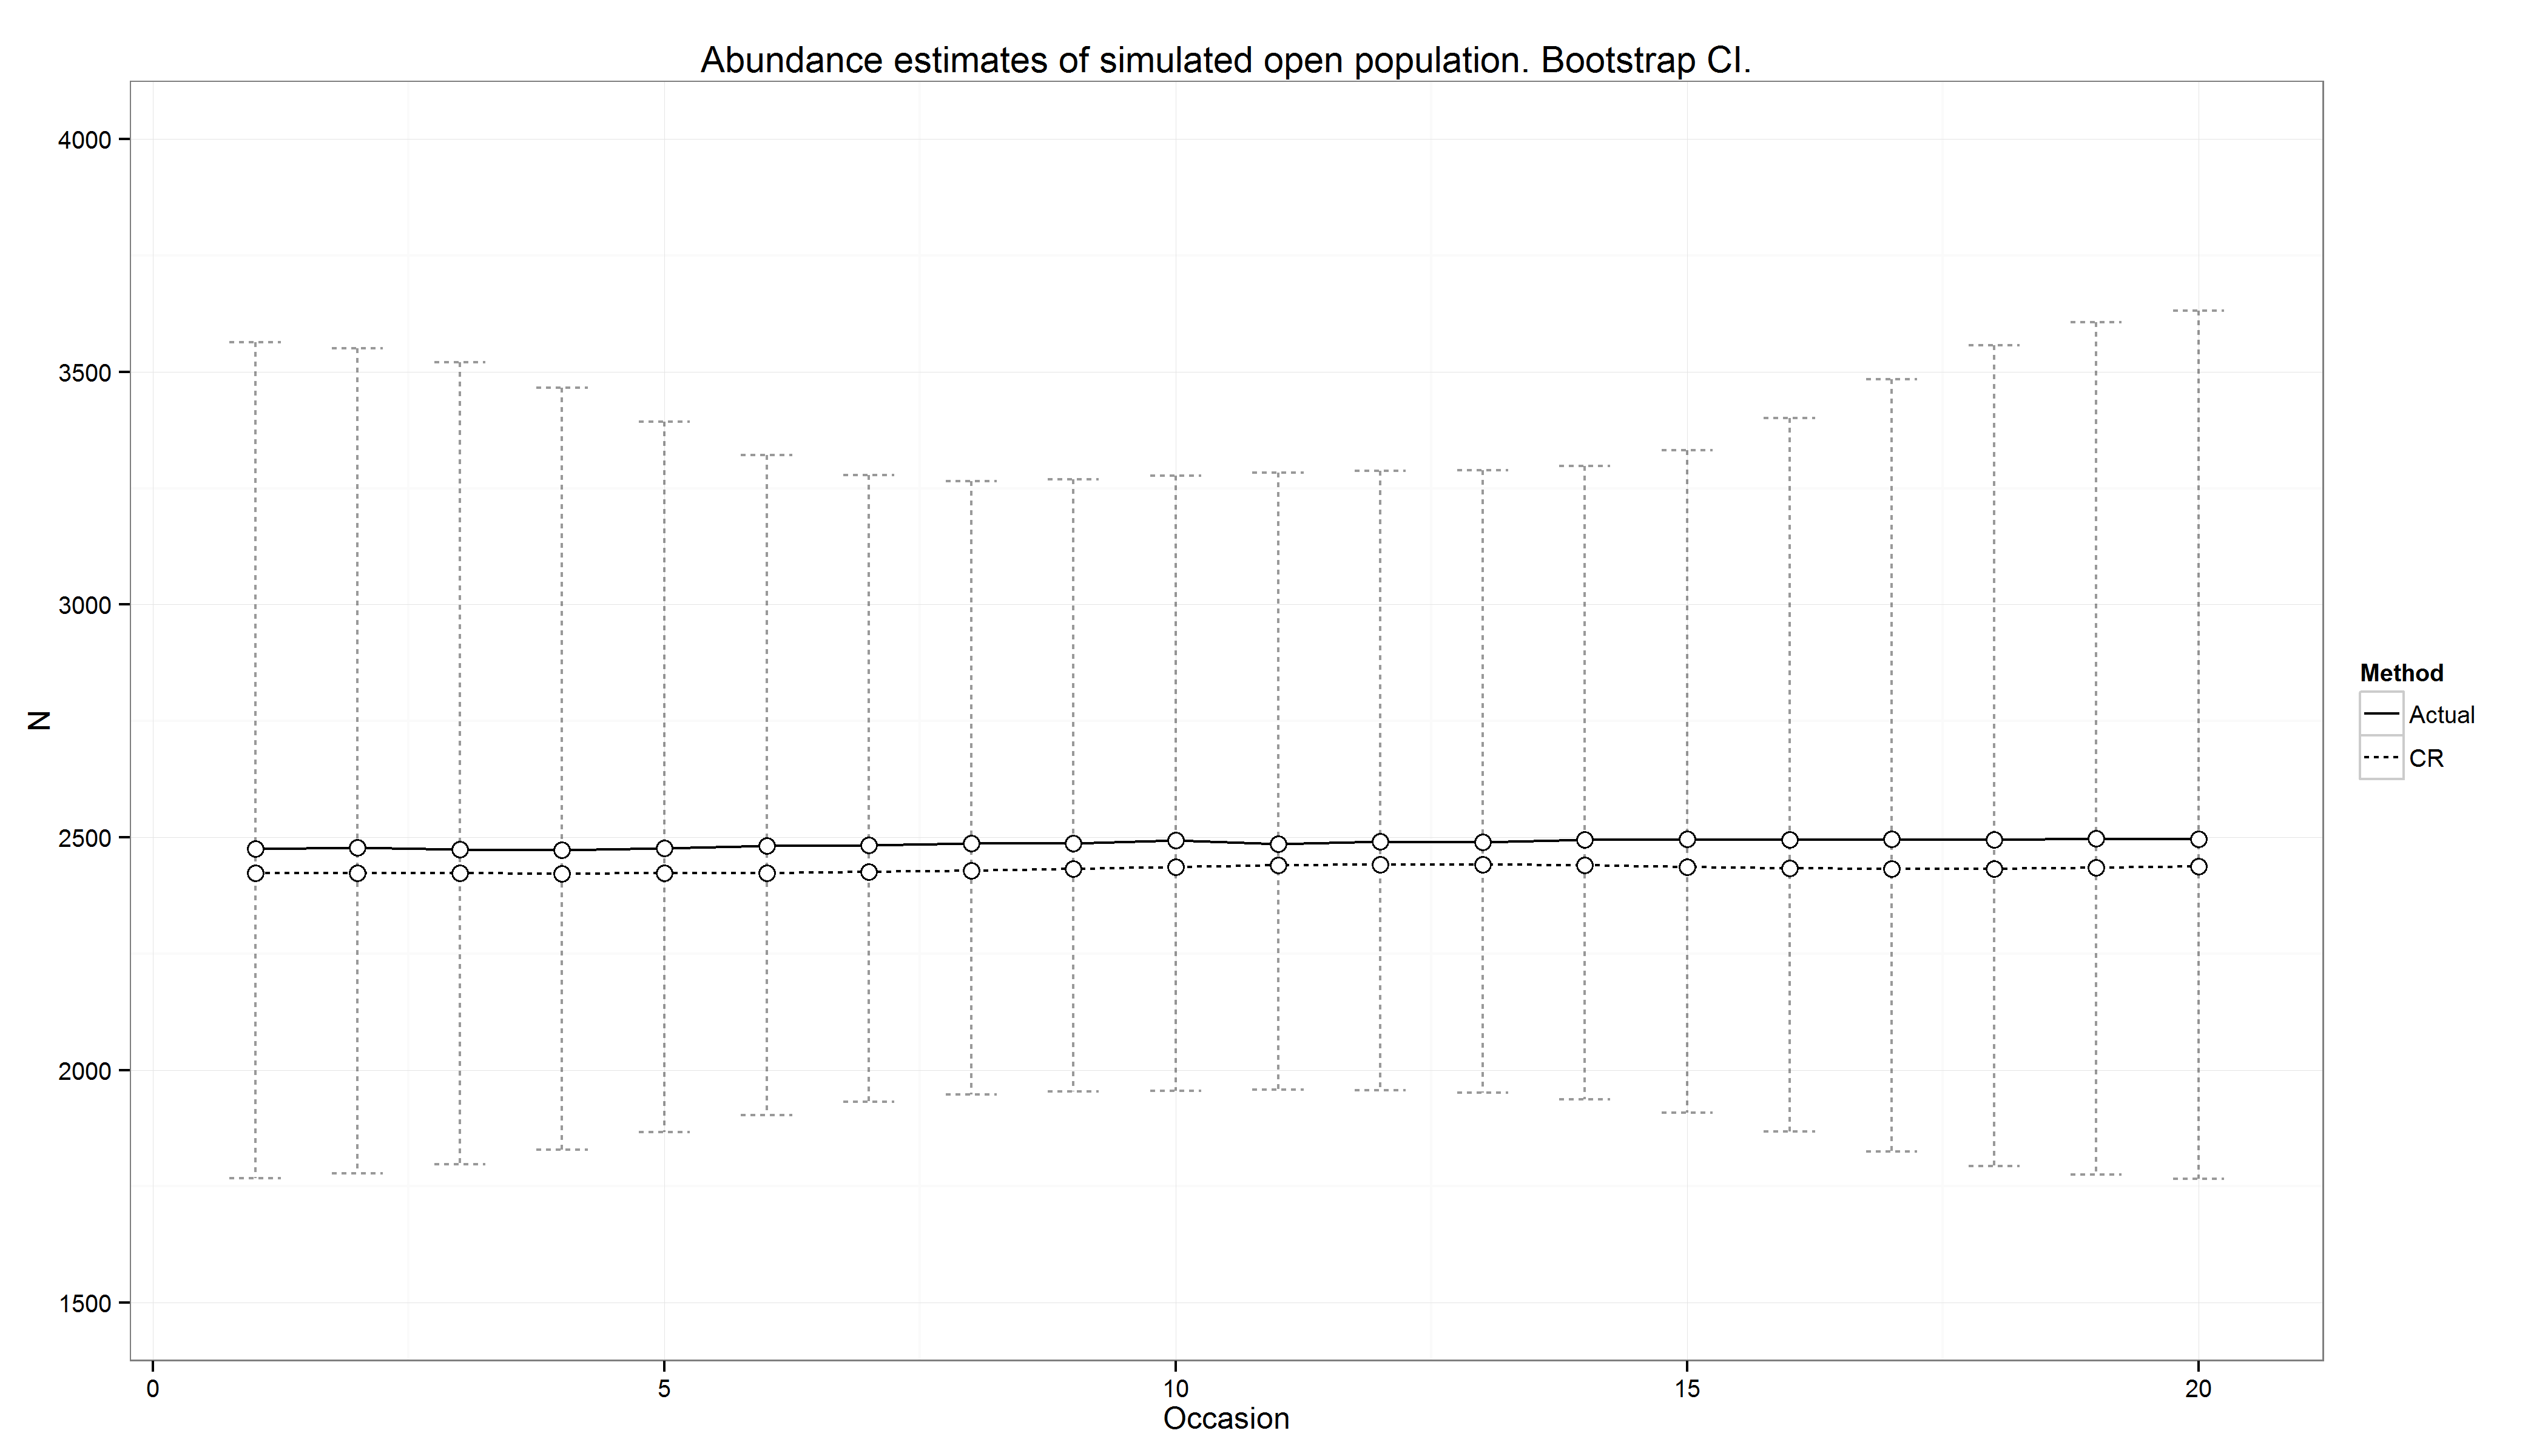 Abundance estimates of simulated open population. Bootstrap CI.
4000
3500
3000
2500
2000
1500
N
0 5 10 15 20
Occasion
Method
Actual
CR